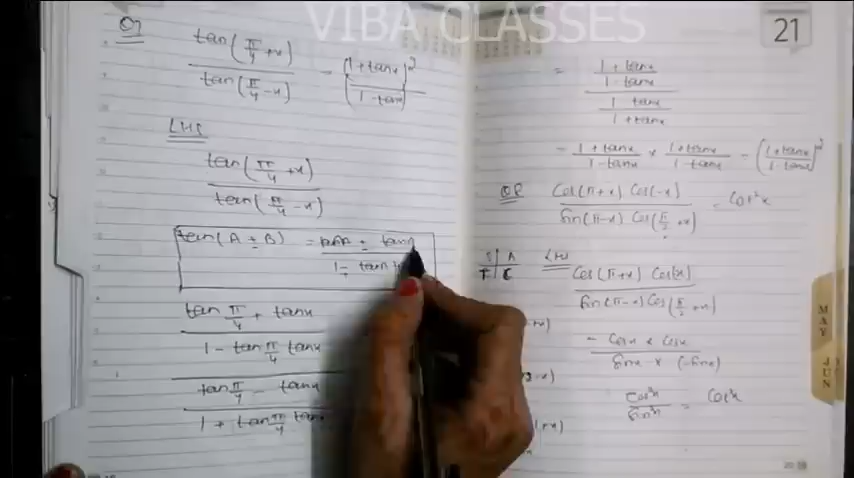 VIBA CLASSES
21
Q7
tan(π/4 + x) / tan(π/4 - x) = ((1 + tanx) / (1 - tanx))²
LHS
tan(π/4 + x) / tan(π/4 - x)
tan(A ± B) = tanA ± tan
1 ∓ tanA
tan π/4 + tanx
1 - tan π/4 tanx
tan π/4 - tanx
1 + tan π/4 tanx
= 1 + tanx
1 - tanx
1 tanx
1 + tanx
= (1 + tanx)/(1 - tanx) × (1 + tanx)/(1 - tanx) = ((1 + tanx)/(1 - tanx))²
Q8
Cos(π+x) Cos(-x) / Sin(π-x) Cos(π/2 + x) = Cot²x
S A
T C
LHS
Cos(π+x) Cos(x)
Sin(π-x) Cos(π/2 + x)
= Cosx × Cosx
Sinx × (-Sinx)
Cos²x / Sin²x = Cot²x
MAY
JUN